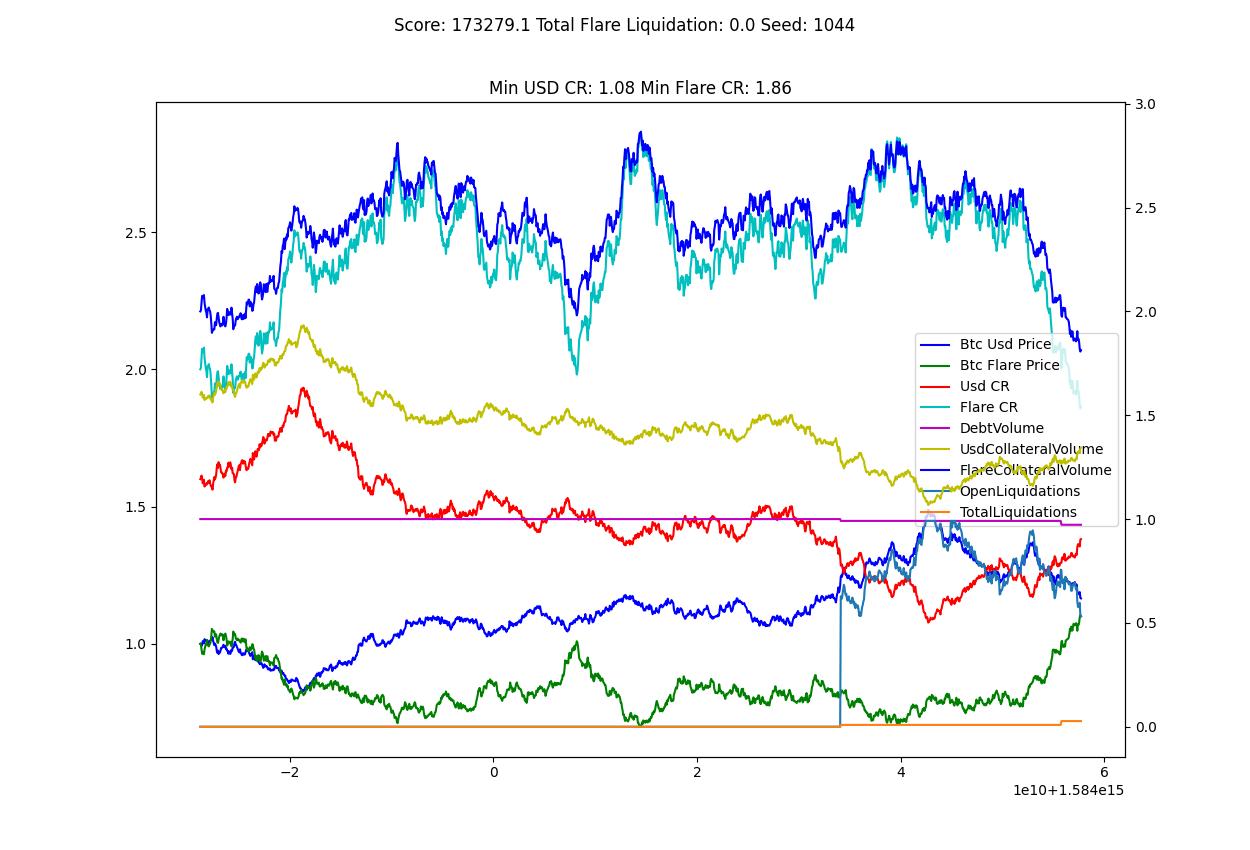 Score: 173279.1 Total Flare Liquidation: 0.0 Seed: 1044
Min USD CR: 1.08 Min Flare CR: 1.86
3.0
2.5
2.5
2.0
2.0
1.5
1.5
1.0
1.0
0.5
0.0
Btc Usd Price
Btc Flare Price
Usd CR
Flare CR
DebtVolume
UsdCollateralVolume
FlareCollateralVolume
OpenLiquidations
TotalLiquidations
−2 0 2 4 6
1e10+1.584e15